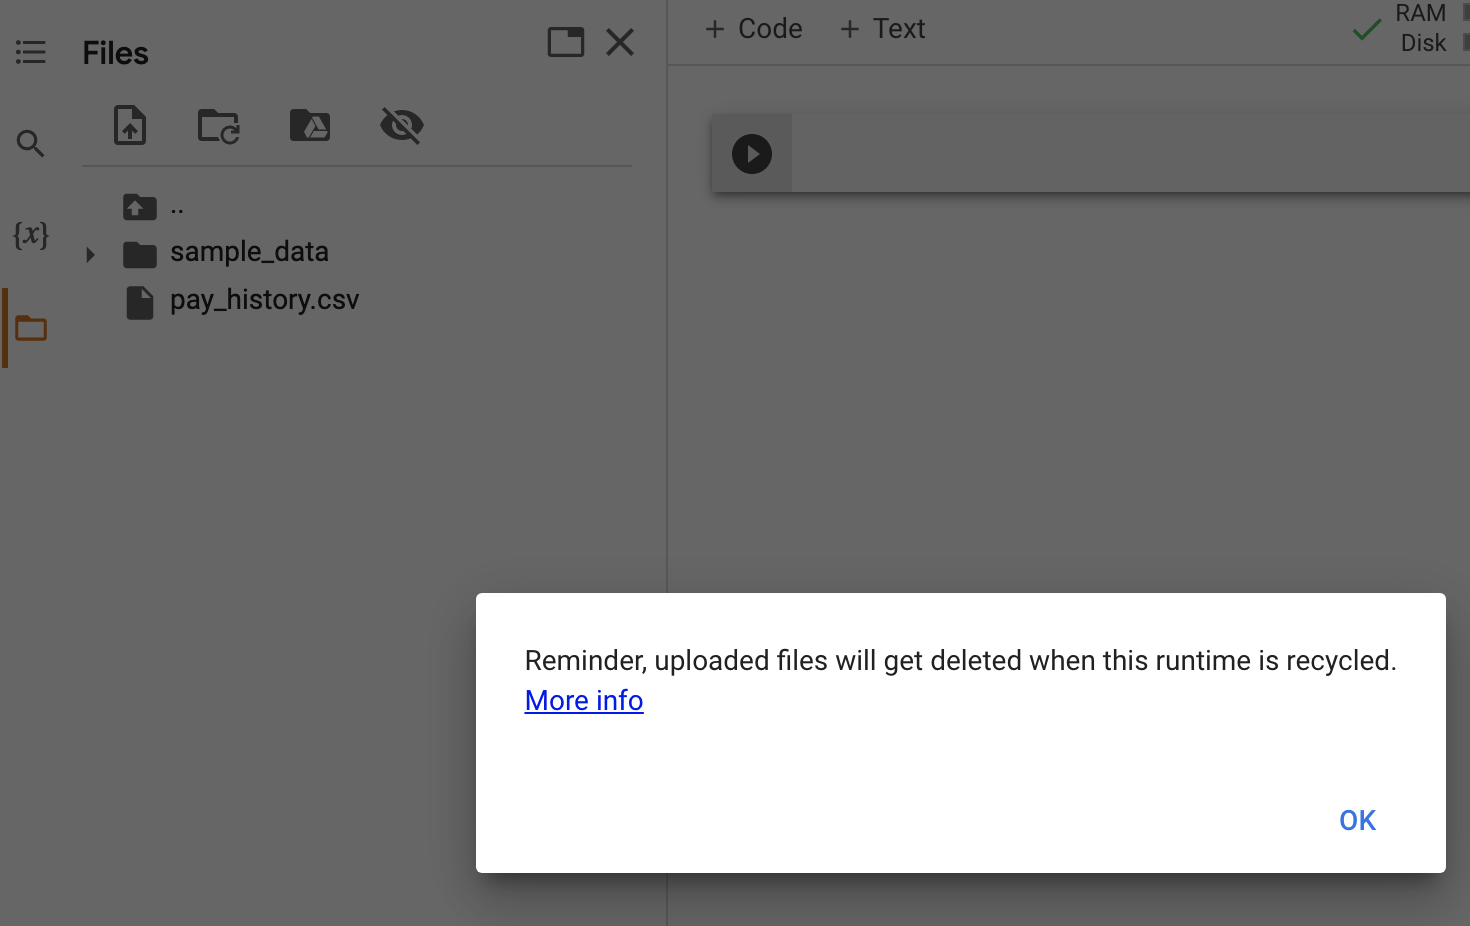 Files
+ Code + Text
RAM
Disk
{x}
..
sample_data
pay_history.csv
Reminder, uploaded files will get deleted when this runtime is recycled.
More info
OK